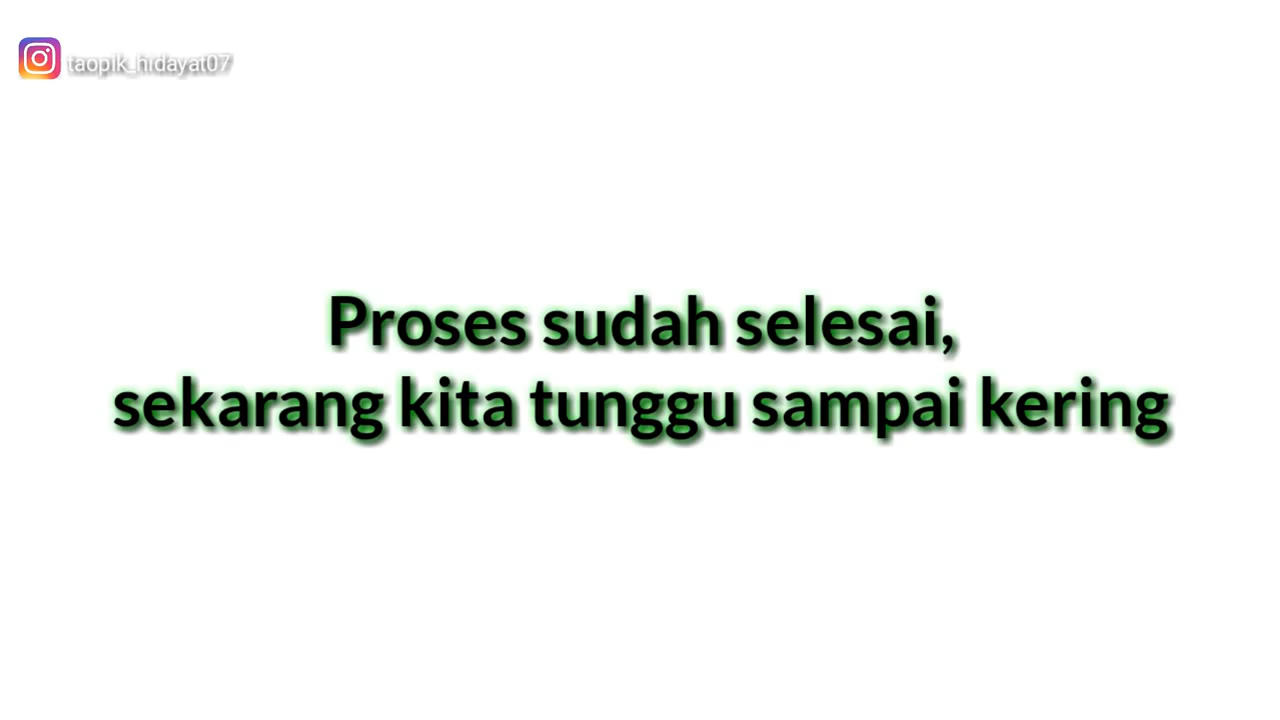 taopik_hidayat07
Proses sudah selesai,
sekarang kita tunggu sampai kering